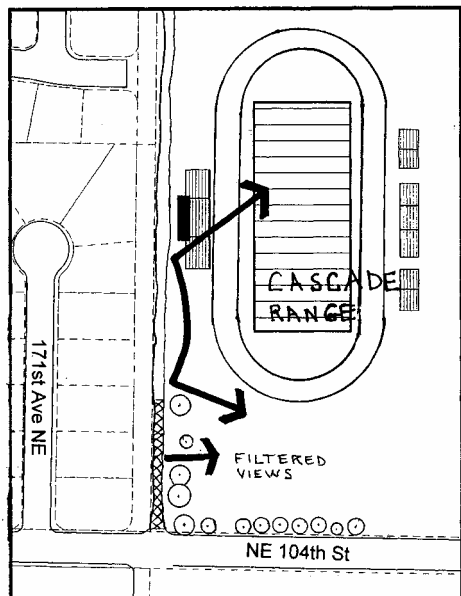 CASCADE
RANGE
171st Ave NE
FILTERED
VIEWS
NE 104th St